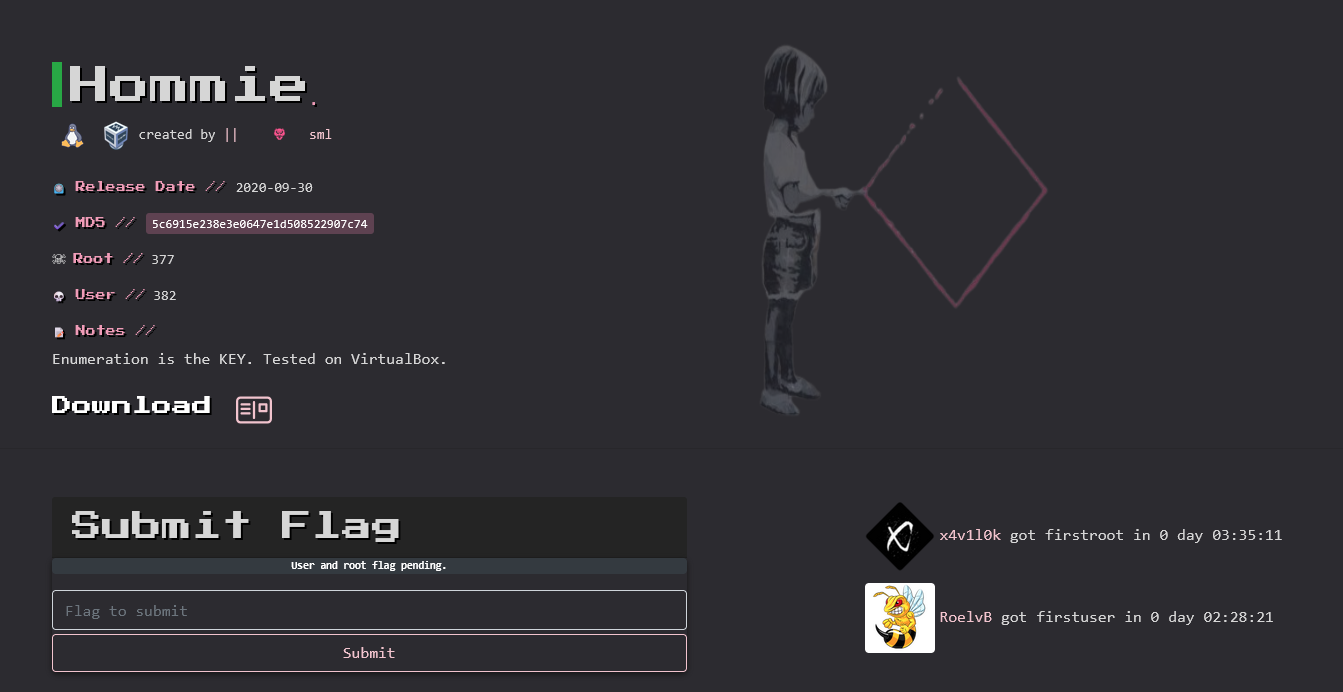 Hommie.
created by || sml
Release Date // 2020-09-30
MD5 // 5c6915e238e3e0647e1d508522907c74
Root // 377
User // 382
Notes //
Enumeration is the KEY. Tested on VirtualBox.
Download
Submit Flag
User and root flag pending.
Flag to submit
Submit
x4v1l0k got firstroot in 0 day 03:35:11
RoelvB got firstuser in 0 day 02:28:21